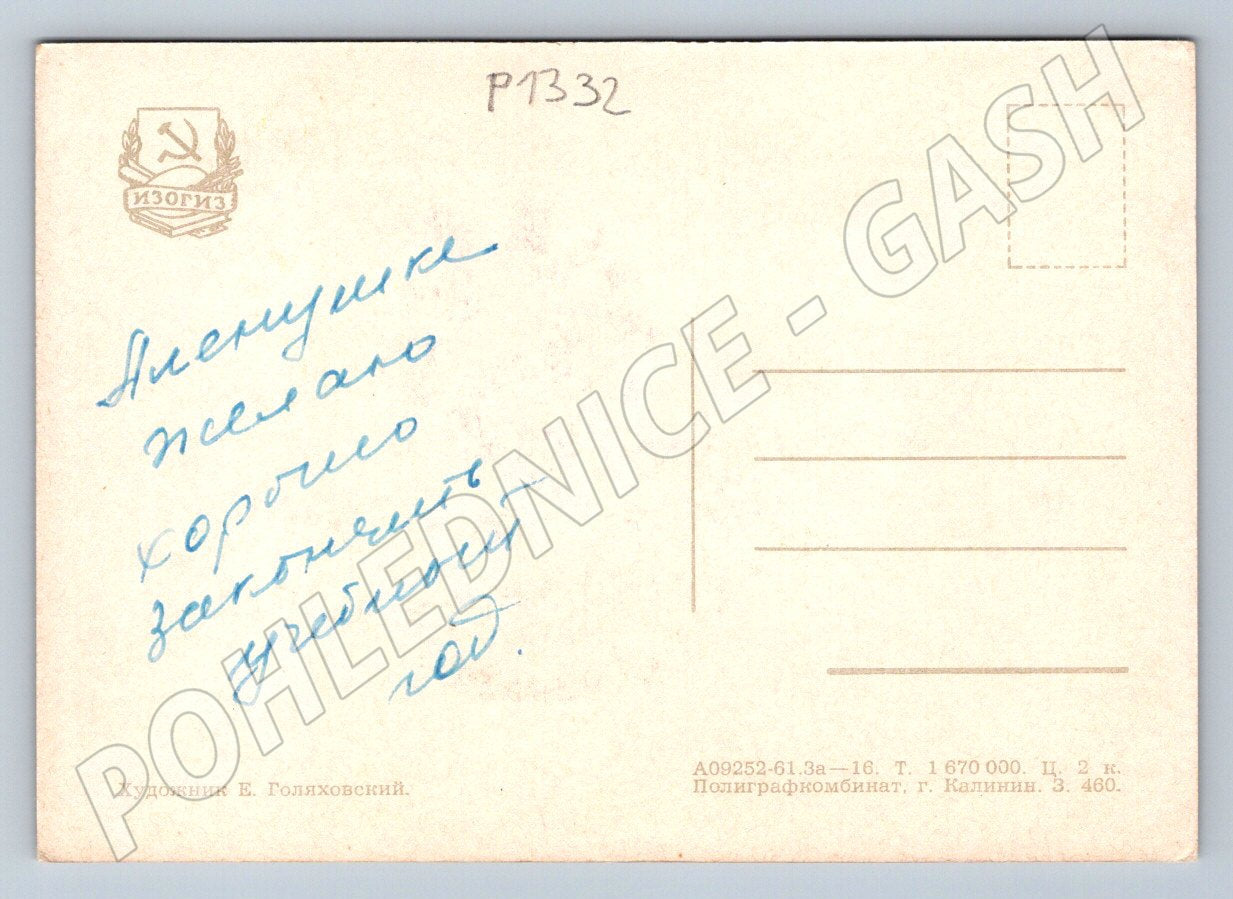 P1332
ИЗОГИЗ
Аленушке
желаю
хорошо
закончить
учебный
год.
Художник Е. Голяховский.
А09252-61.3а—16. Т. 1 670 000. Ц. 2 к.
Полиграфкомбинат, г. Калинин. З. 460.
POHLEDNICE - GASH